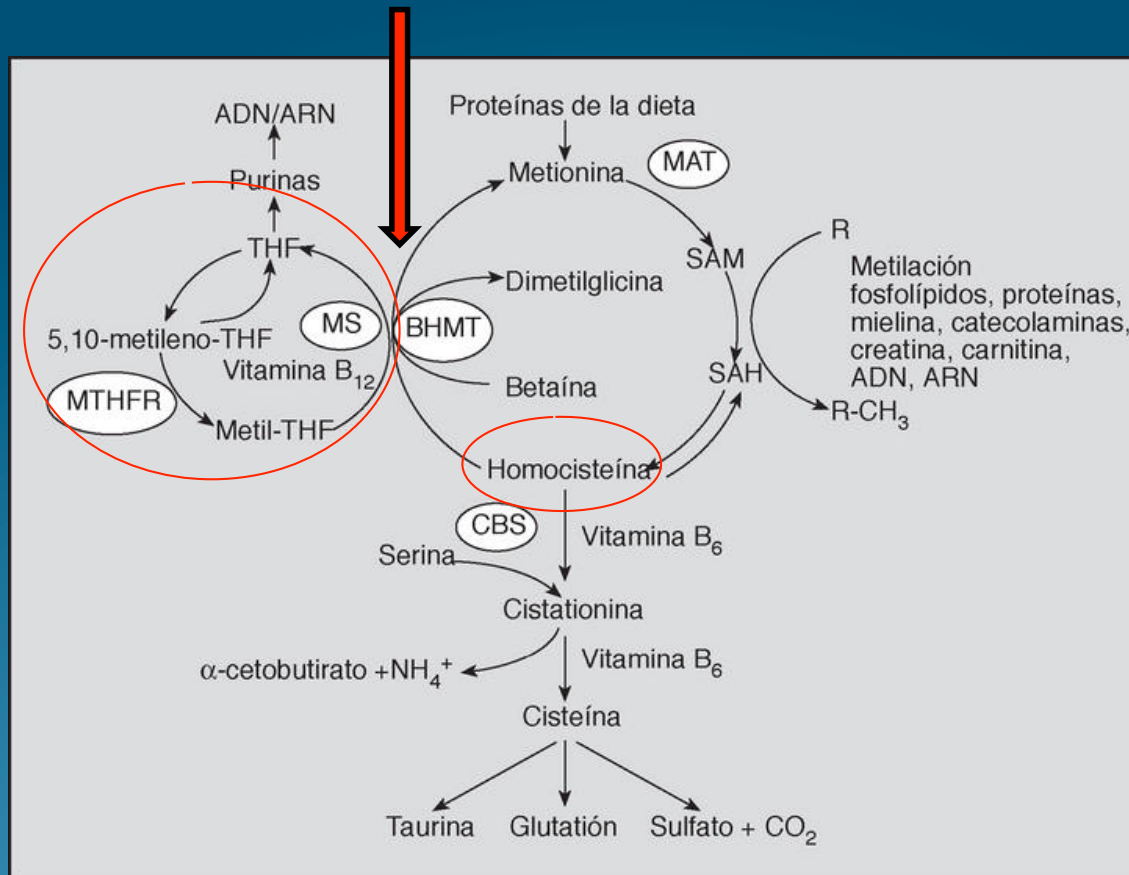 Proteínas de la dieta
ADN/ARN
Metionina
MAT
Purinas
THF
SAM
R
Dimetilglicina
Metilación
fosfolípidos, proteínas,
mielina, catecolaminas,
creatina, carnitina,
ADN, ARN
MS
BHMT
5,10-metileno-THF
Vitamina B₁₂
Betaína
SAH
MTHFR
R-CH₃
Metil-THF
Homocisteína
CBS
Vitamina B₆
Serina
Cistationina
α-cetobutirato +NH₄⁺
Vitamina B₆
Cisteína
Taurina
Glutatión
Sulfato + CO₂